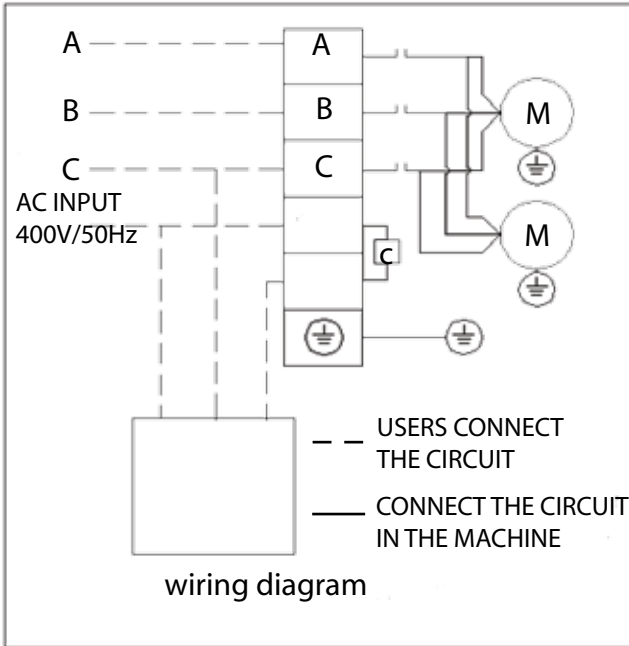 A
A
B
B
M
C
C
AC INPUT
400V/50Hz
c
M
USERS CONNECT
THE CIRCUIT
CONNECT THE CIRCUIT
IN THE MACHINE
wiring diagram